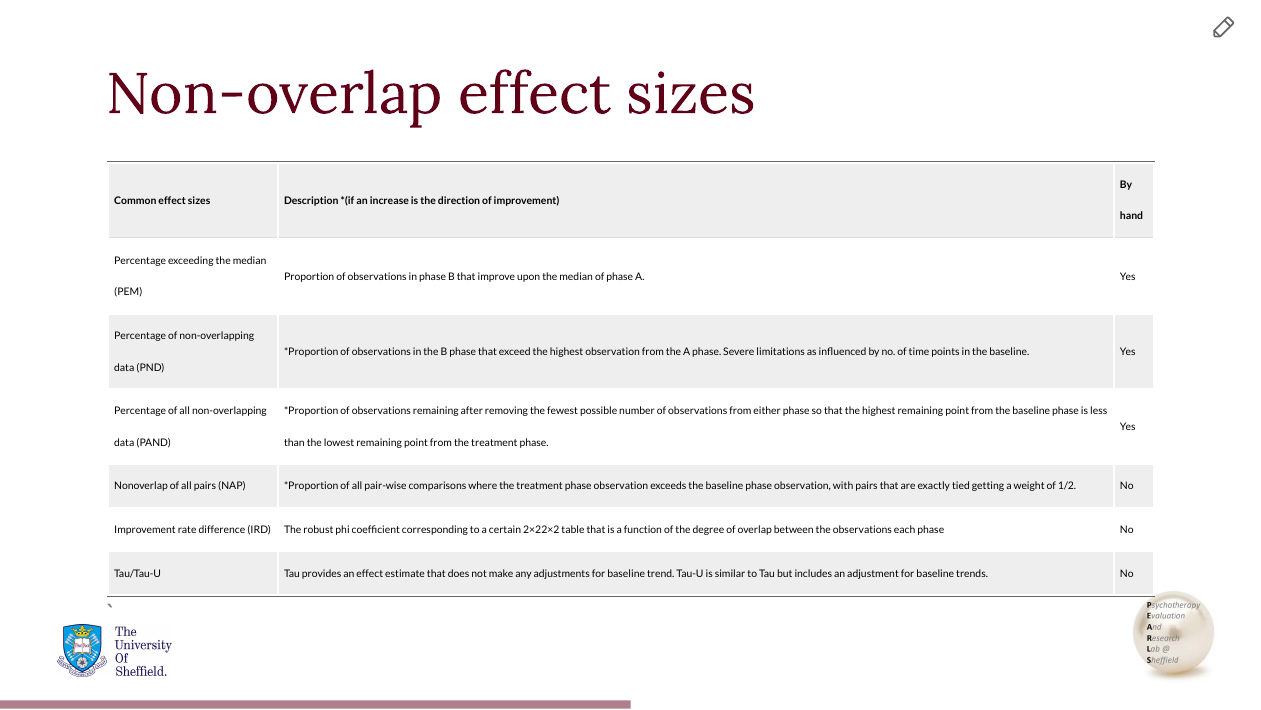 Non-overlap effect sizes
Common effect sizes
Description *(if an increase is the direction of improvement)
By
hand
Percentage exceeding the median
(PEM)
Proportion of observations in phase B that improve upon the median of phase A.
Yes
Percentage of non-overlapping
data (PND)
*Proportion of observations in the B phase that exceed the highest observation from the A phase. Severe limitations as influenced by no. of time points in the baseline.
Yes
Percentage of all non-overlapping
data (PAND)
*Proportion of observations remaining after removing the fewest possible number of observations from either phase so that the highest remaining point from the baseline phase is less
than the lowest remaining point from the treatment phase.
Yes
Nonoverlap of all pairs (NAP)
*Proportion of all pair-wise comparisons where the treatment phase observation exceeds the baseline phase observation, with pairs that are exactly tied getting a weight of 1/2.
No
Improvement rate difference (IRD)
The robust phi coefficient corresponding to a certain 2×22×2 table that is a function of the degree of overlap between the observations each phase
No
Tau/Tau-U
Tau provides an effect estimate that does not make any adjustments for baseline trend. Tau-U is similar to Tau but includes an adjustment for baseline trends.
No
`
The
University
Of
Sheffield.
Psychotherapy
Evaluation
And
Research
Lab @
Sheffield